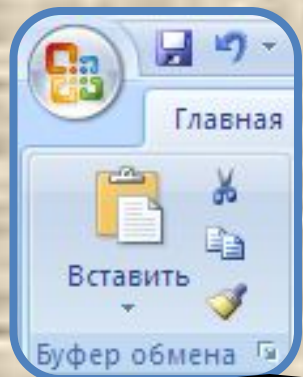 Главная
Вставить
Буфер обмена